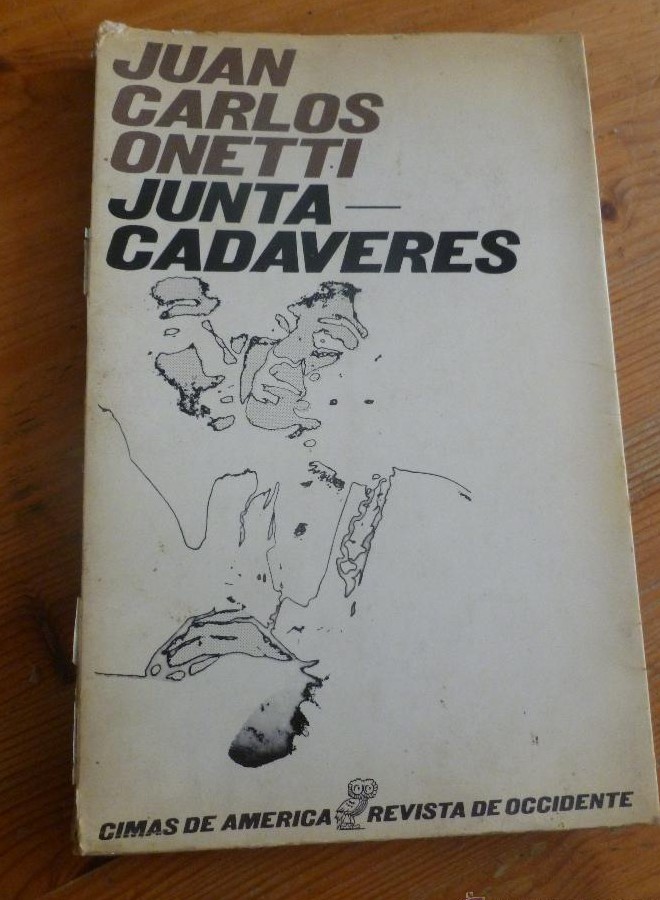 JUAN
CARLOS
ONETTI
JUNTA—
CADAVERES
CIMAS DE AMERICA REVISTA DE OCCIDENTE